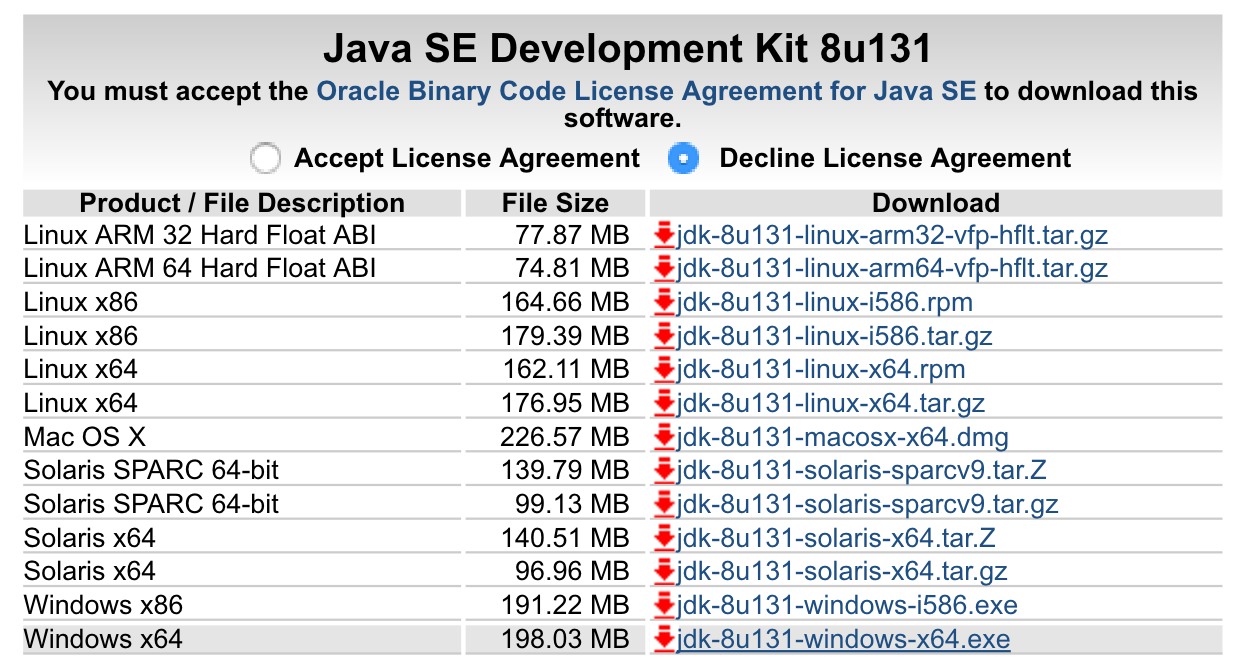 Java SE Development Kit 8u131
You must accept the Oracle Binary Code License Agreement for Java SE to download this
software.
Accept License Agreement Decline License Agreement
Product / File Description File Size Download
Linux ARM 32 Hard Float ABI 77.87 MB jdk-8u131-linux-arm32-vfp-hflt.tar.gz
Linux ARM 64 Hard Float ABI 74.81 MB jdk-8u131-linux-arm64-vfp-hflt.tar.gz
Linux x86 164.66 MB jdk-8u131-linux-i586.rpm
Linux x86 179.39 MB jdk-8u131-linux-i586.tar.gz
Linux x64 162.11 MB jdk-8u131-linux-x64.rpm
Linux x64 176.95 MB jdk-8u131-linux-x64.tar.gz
Mac OS X 226.57 MB jdk-8u131-macosx-x64.dmg
Solaris SPARC 64-bit 139.79 MB jdk-8u131-solaris-sparcv9.tar.Z
Solaris SPARC 64-bit 99.13 MB jdk-8u131-solaris-sparcv9.tar.gz
Solaris x64 140.51 MB jdk-8u131-solaris-x64.tar.Z
Solaris x64 96.96 MB jdk-8u131-solaris-x64.tar.gz
Windows x86 191.22 MB jdk-8u131-windows-i586.exe
Windows x64 198.03 MB jdk-8u131-windows-x64.exe